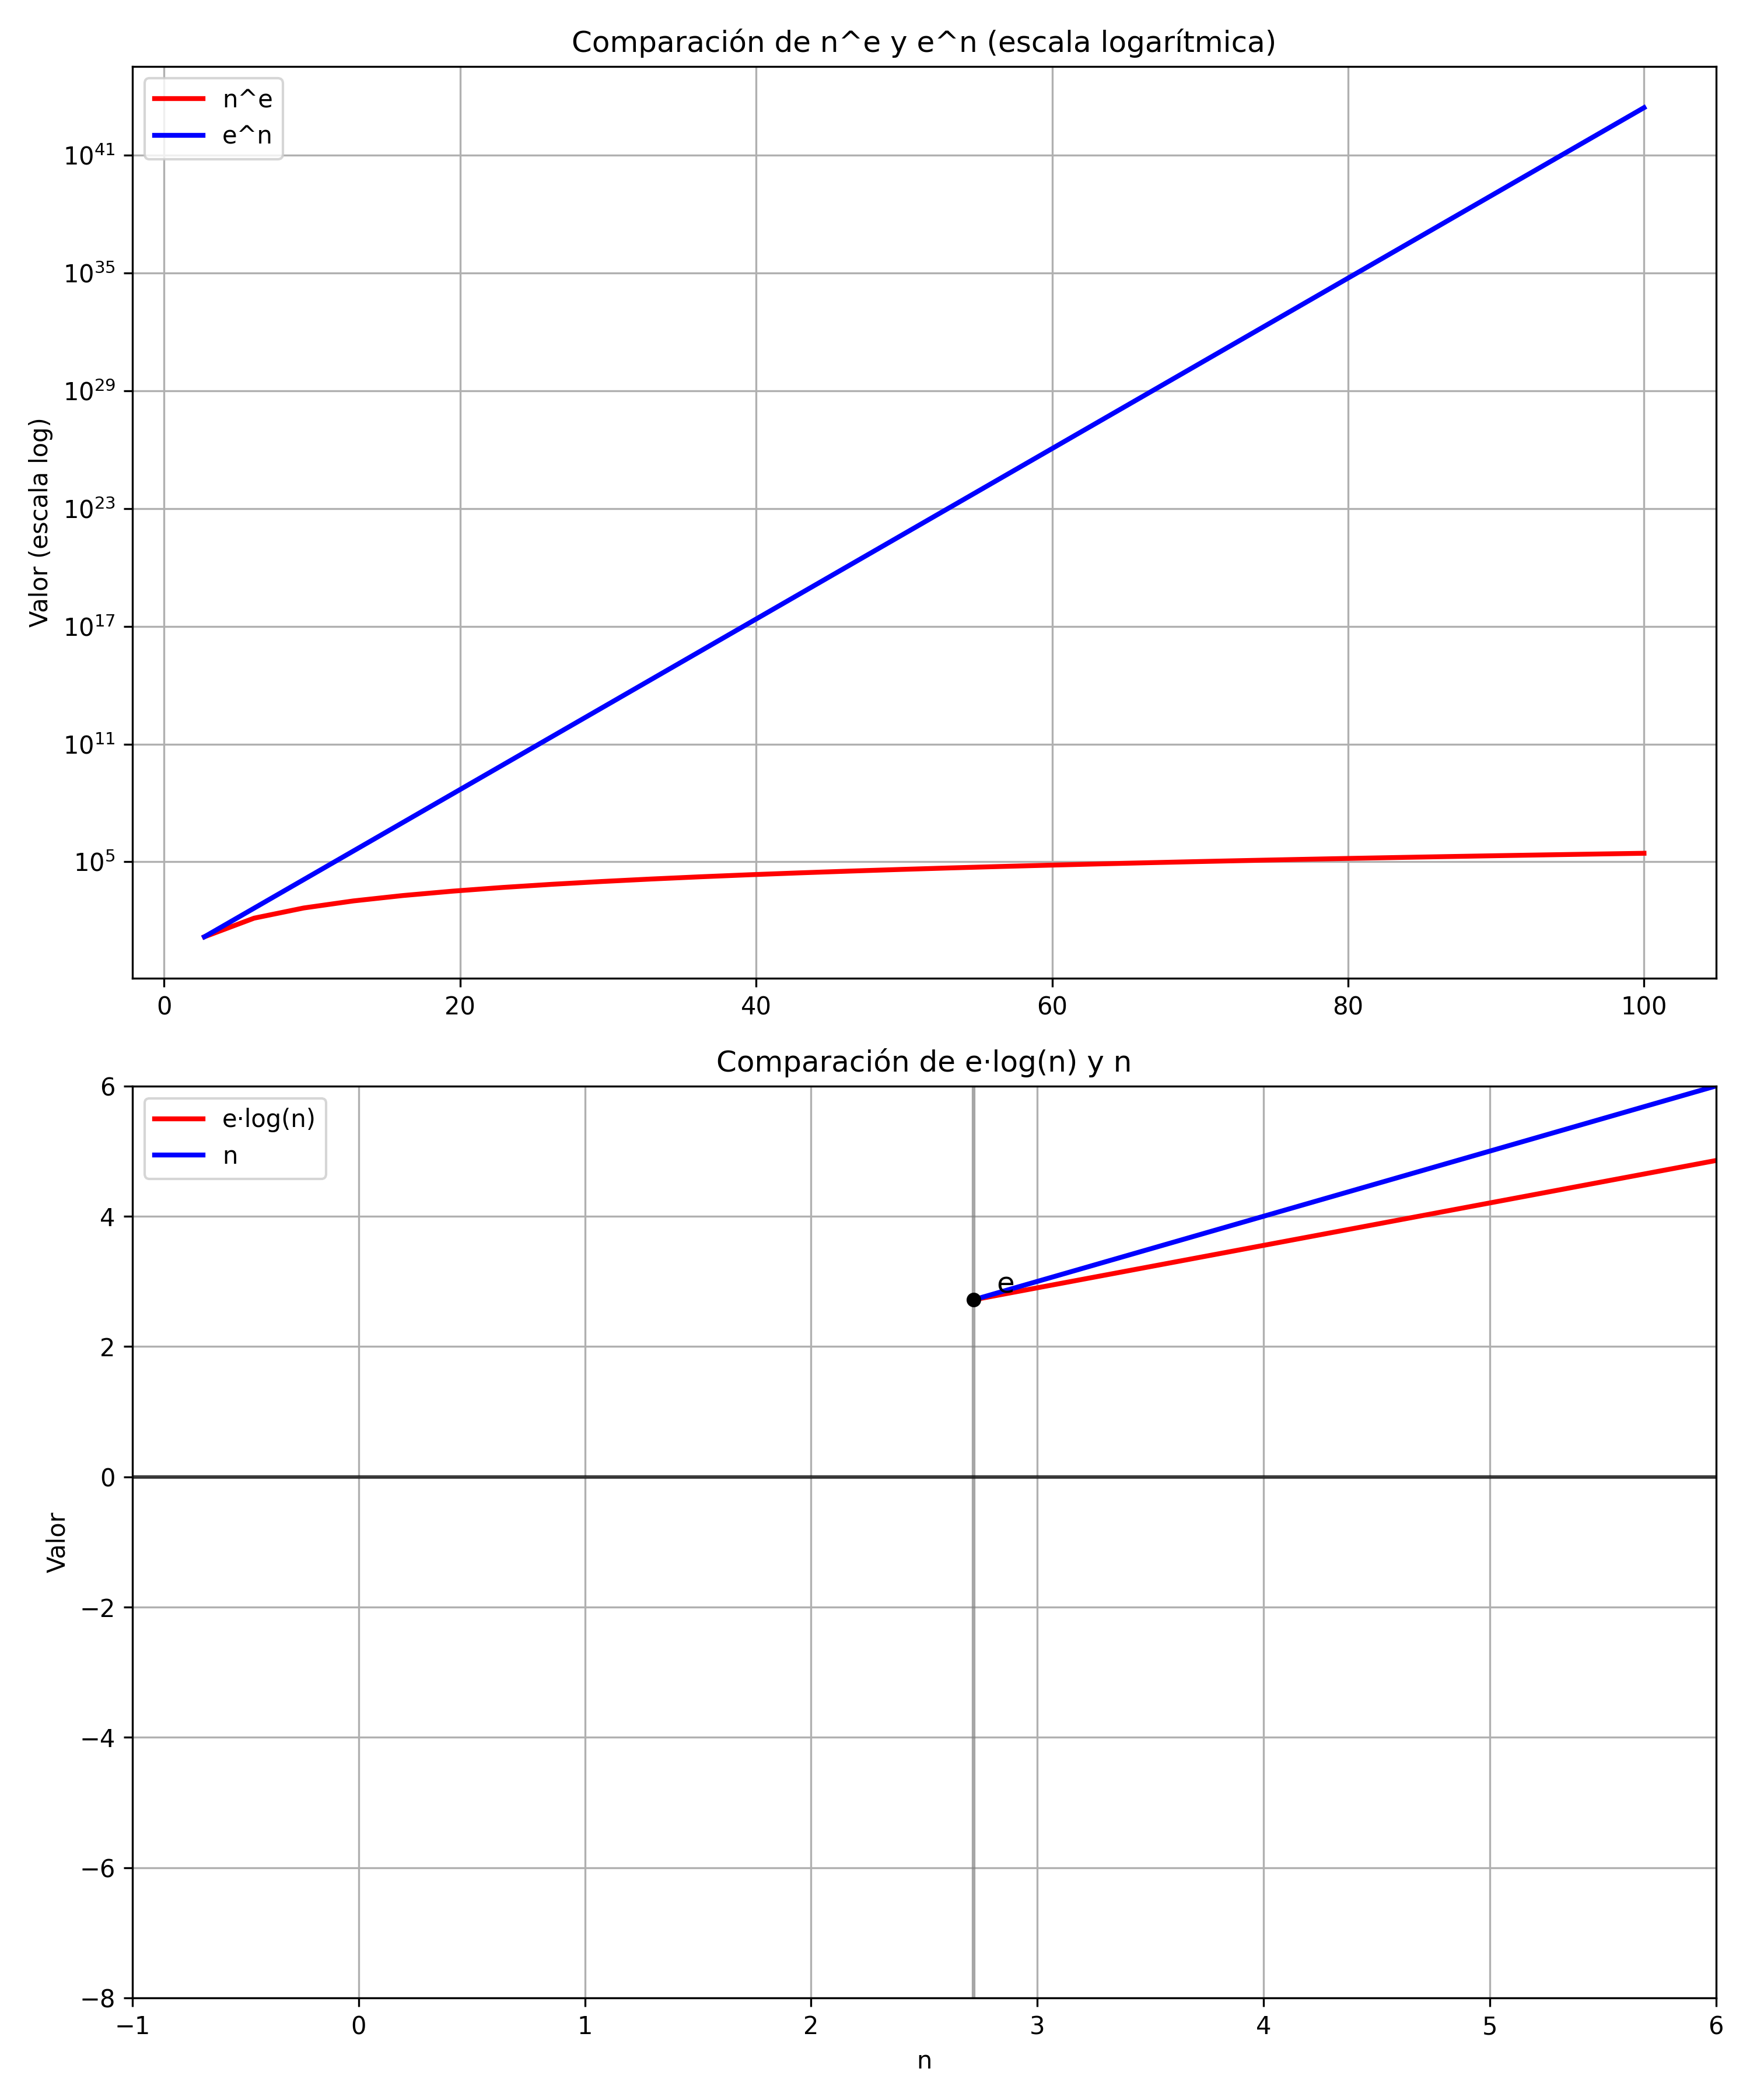 Comparación de n^e y e^n (escala logarítmica)
n^e
e^n
Valor (escala log)
10^41
10^35
10^29
10^23
10^17
10^11
10^5
0 20 40 60 80 100
Comparación de e·log(n) y n
e·log(n)
n
Valor
6
4
2
0
−2
−4
−6
−8
e
−1 0 1 2 3 4 5 6
n